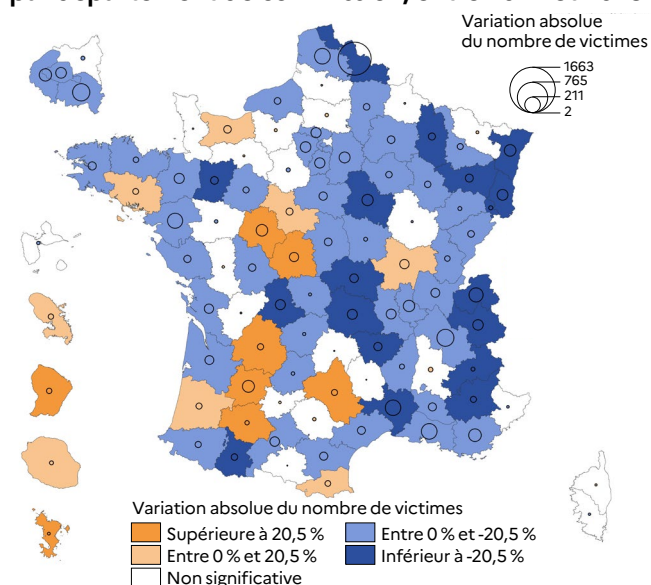 Variation absolue
du nombre de victimes
1663
765
211
2
Variation absolue du nombre de victimes
Supérieure à 20,5 %
Entre 0 % et -20,5 %
Entre 0 % et 20,5 %
Inférieur à -20,5 %
Non significative